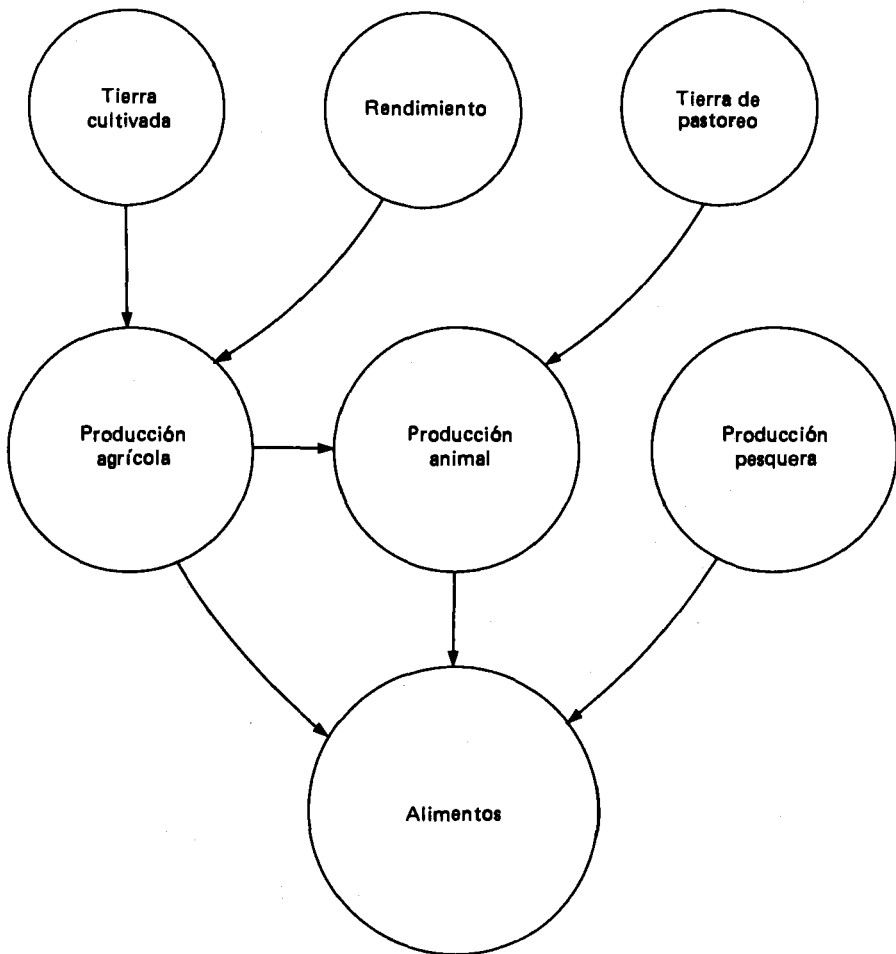 Tierra
cultivada
Rendimiento
Tierra de
pastoreo
Producción
agrícola
Producción
animal
Producción
pesquera
Alimentos